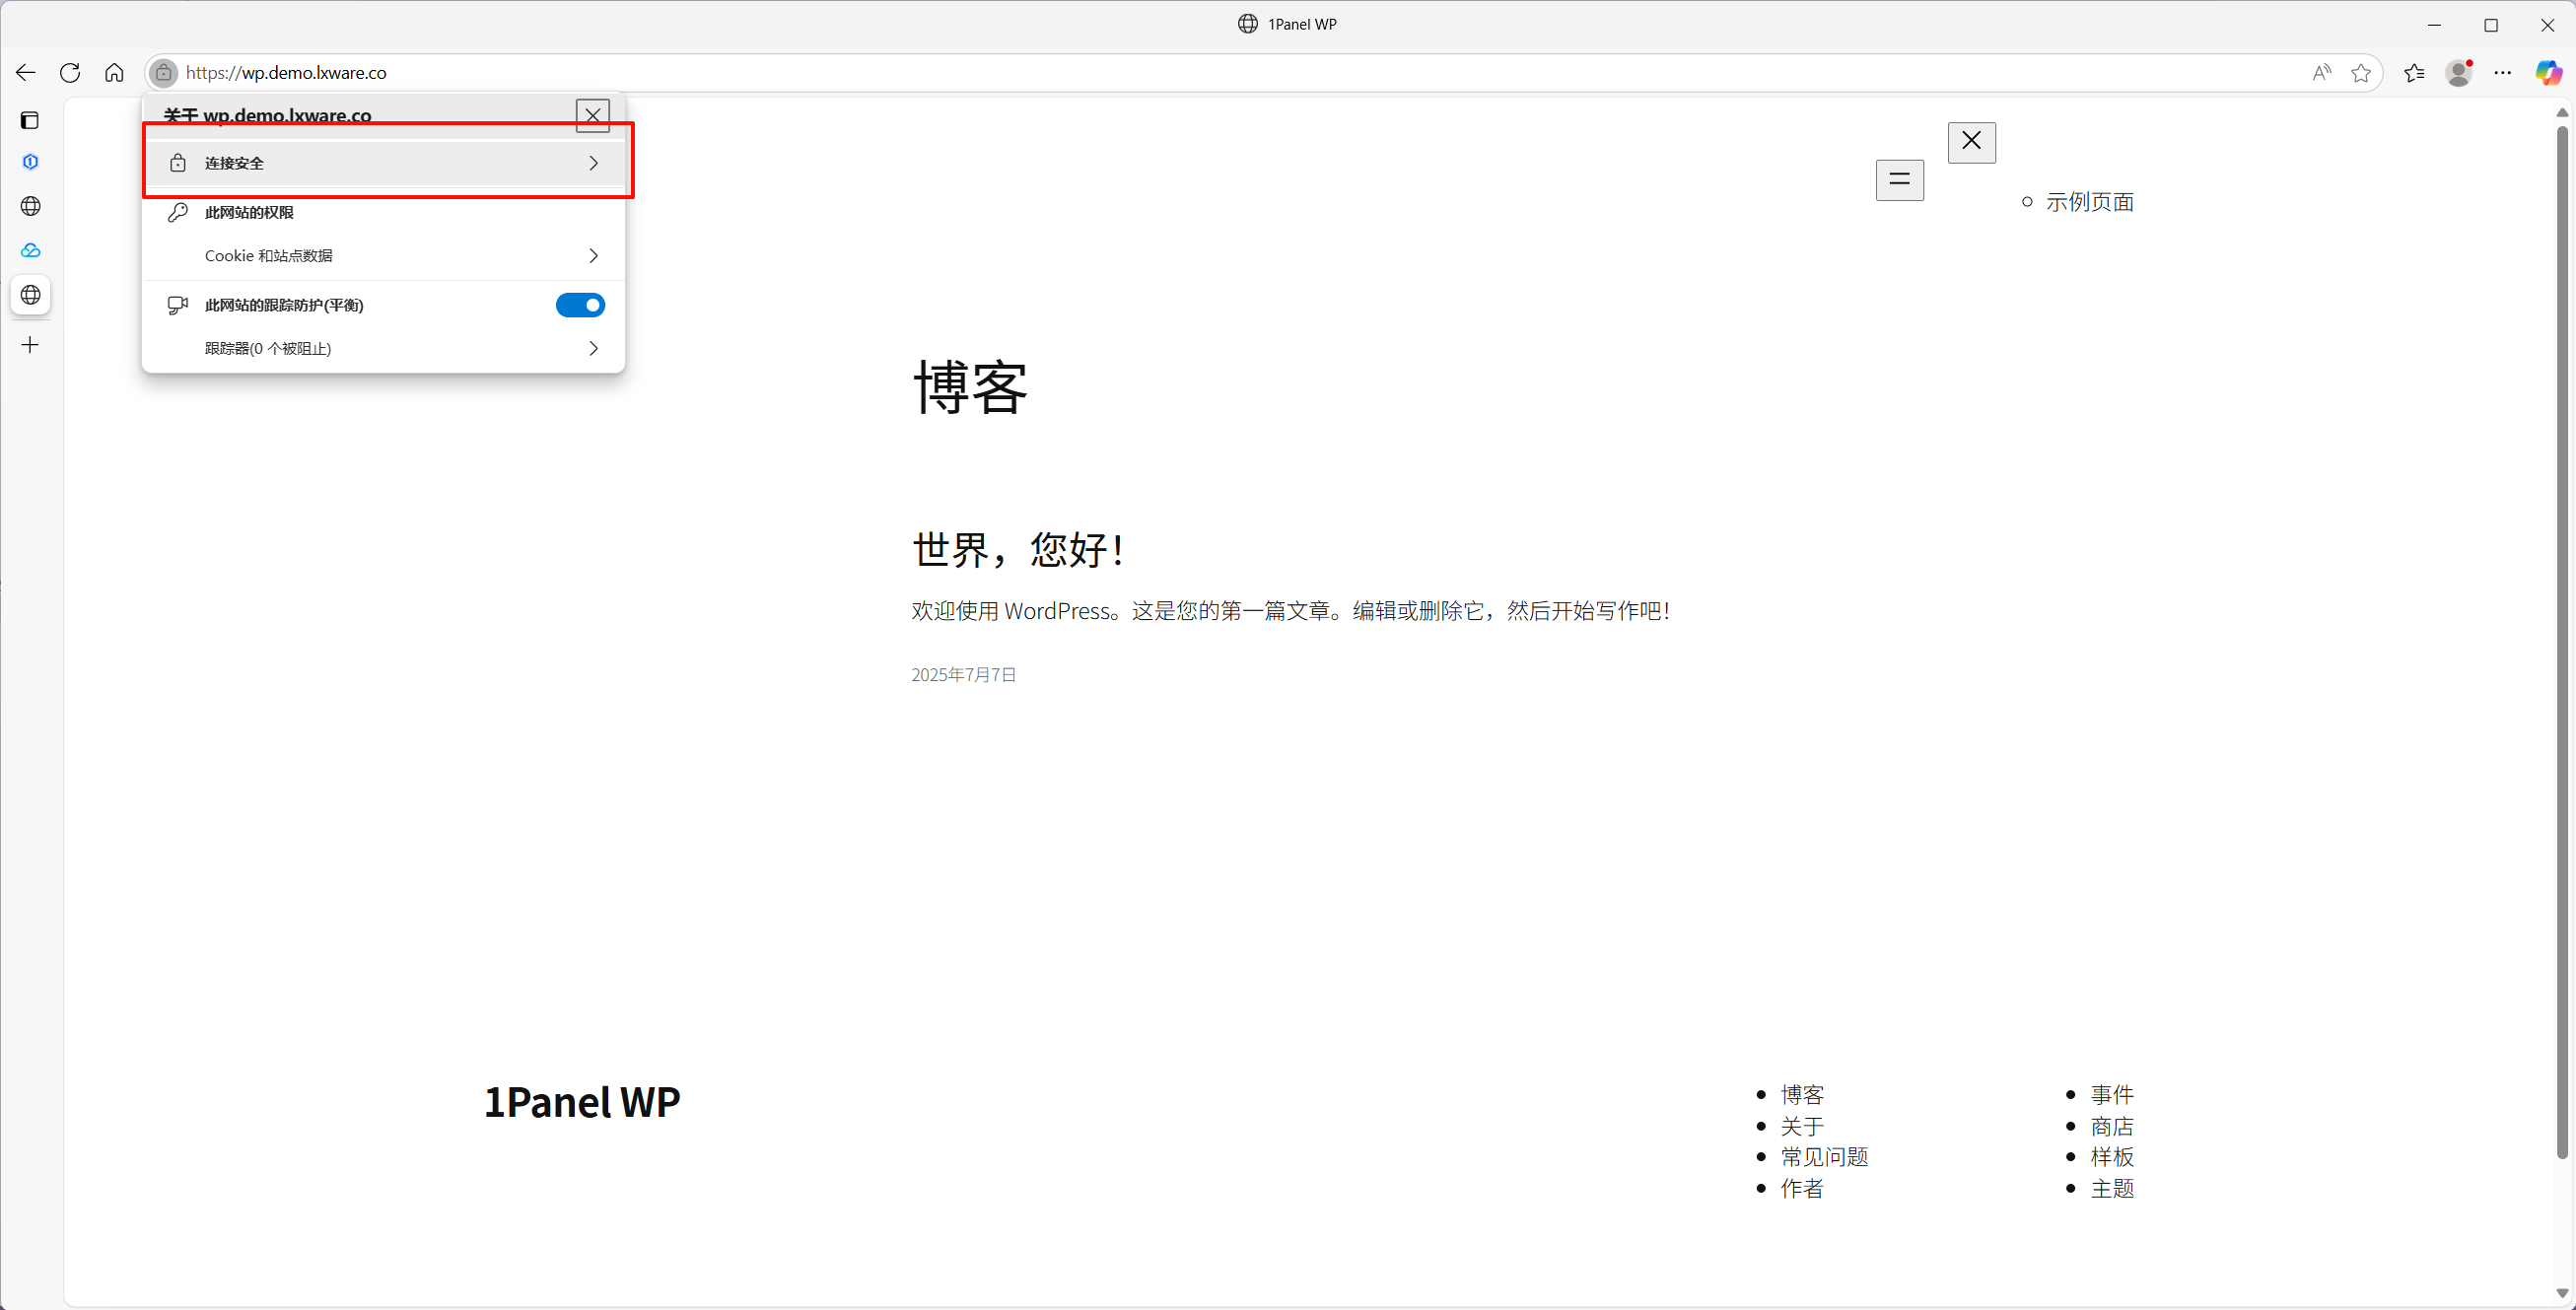 1Panel WP
https://wp.demo.lxware.co
关于 wp.demo.lxware.co
连接安全
此网站的权限
Cookie 和站点数据
此网站的跟踪防护(平衡)
跟踪器(0 个被阻止)
示例页面
博客
世界，您好！
欢迎使用 WordPress。这是您的第一篇文章。编辑或删除它，然后开始写作吧！
2025年7月7日
1Panel WP
博客
关于
常见问题
作者
事件
商店
样板
主题